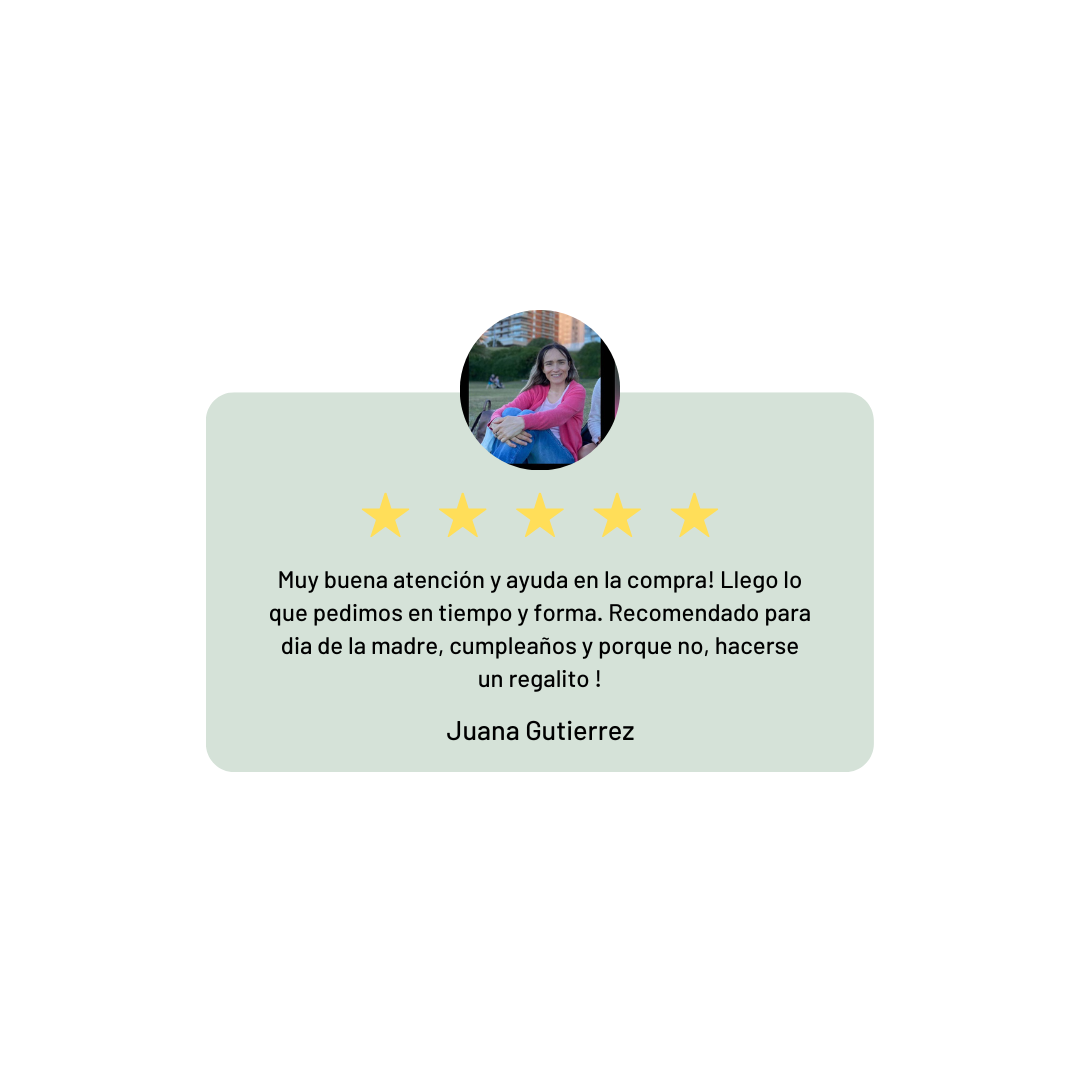 Muy buena atención y ayuda en la compra! Llego lo
que pedimos en tiempo y forma. Recomendado para
dia de la madre, cumpleaños y porque no, hacerse
un regalito !
Juana Gutierrez